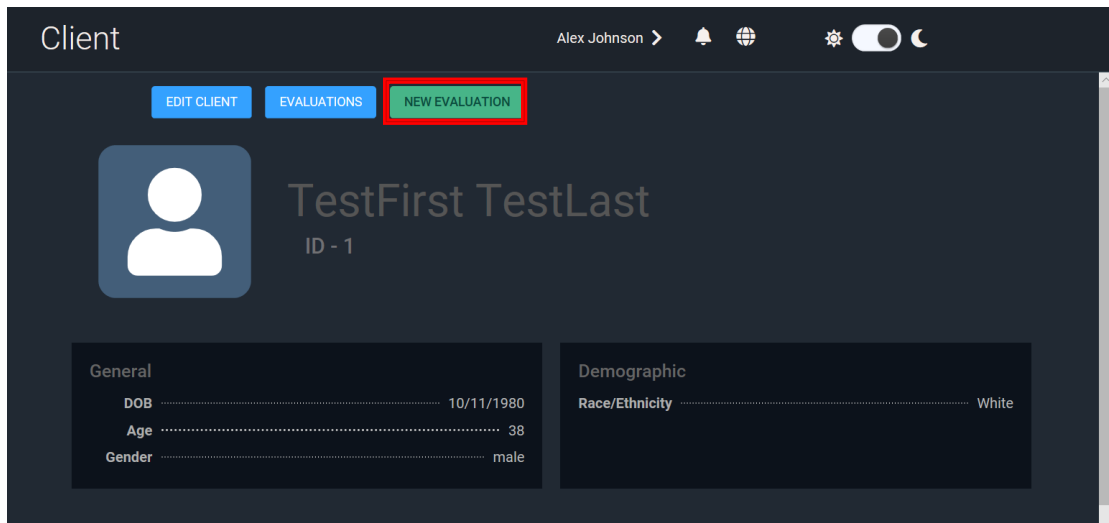 Client
Alex Johnson
EDIT CLIENT
EVALUATIONS
NEW EVALUATION
TestFirst TestLast
ID - 1
General
DOB 10/11/1980
Age 38
Gender male
Demographic
Race/Ethnicity White